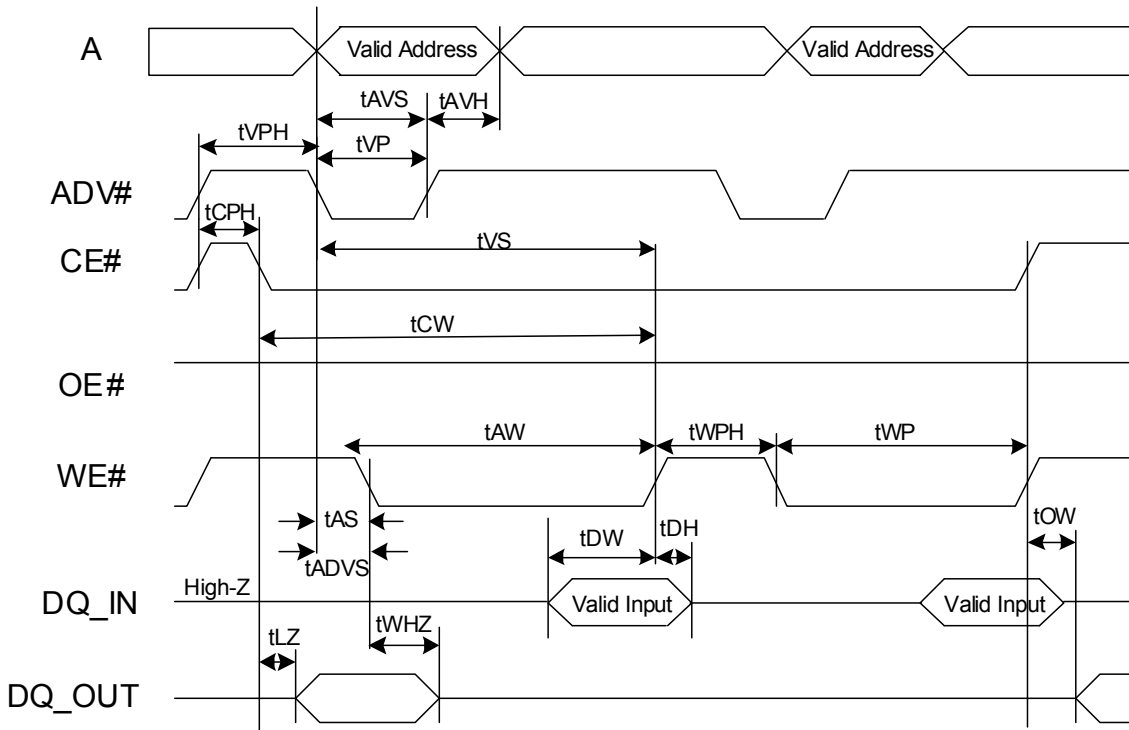 A
Valid Address
Valid Address
tAVS
tAVH
tVPH
tVP
ADV#
tCPH
CE#
tVS
tCW
OE#
tAW
tWPH
tWP
WE#
tAS
tADVS
tDW
tDH
tOW
DQ_IN
High-Z
Valid Input
Valid Input
tWHZ
tLZ
DQ_OUT